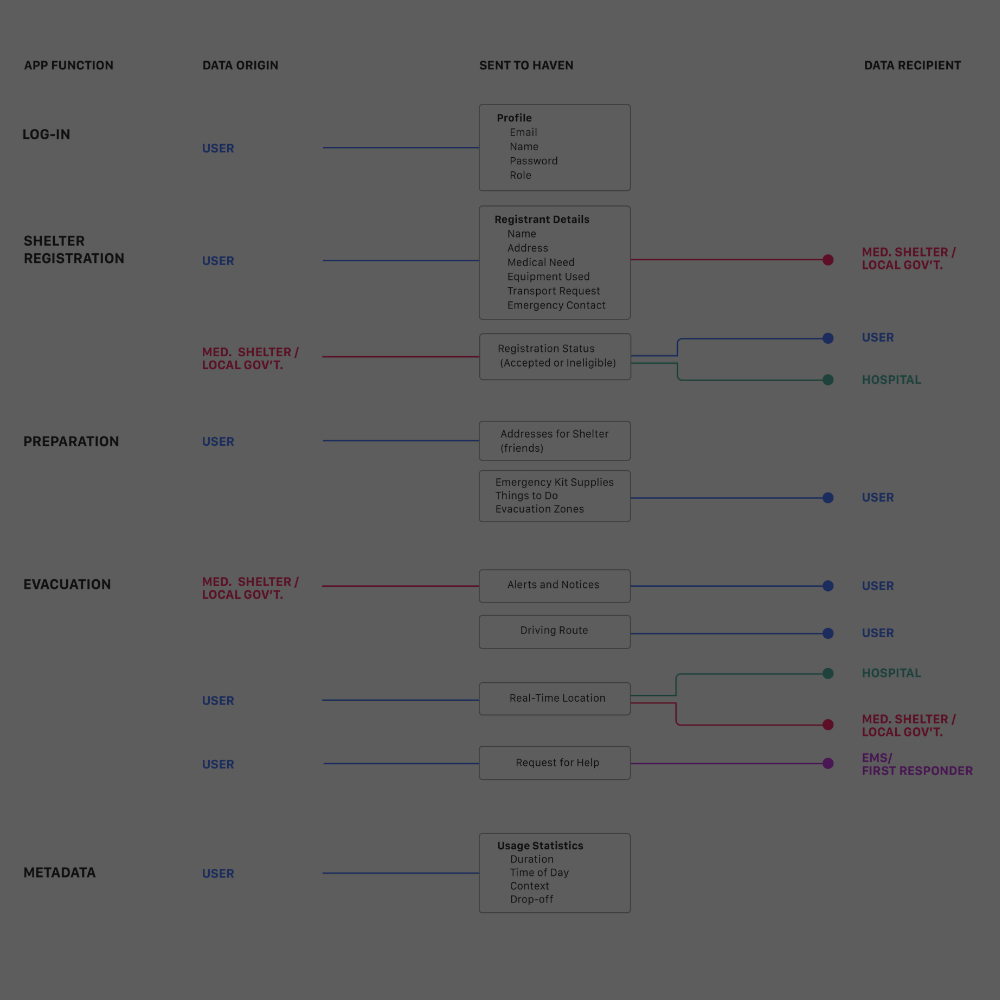 APP FUNCTION
DATA ORIGIN
SENT TO HAVEN
DATA RECIPIENT
LOG-IN
USER
Profile
Email
Name
Password
Role
SHELTER
REGISTRATION
USER
Registrant Details
Name
Address
Medical Need
Equipment Used
Transport Request
Emergency Contact
MED. SHELTER /
LOCAL GOV'T.
MED. SHELTER /
LOCAL GOV'T.
Registration Status
(Accepted or Ineligible)
USER
HOSPITAL
PREPARATION
USER
Addresses for Shelter
(friends)
Emergency Kit Supplies
Things to Do
Evacuation Zones
USER
EVACUATION
MED. SHELTER /
LOCAL GOV'T.
Alerts and Notices
USER
Driving Route
USER
USER
Real-Time Location
HOSPITAL
MED. SHELTER /
LOCAL GOV'T.
USER
Request for Help
EMS/
FIRST RESPONDER
METADATA
USER
Usage Statistics
Duration
Time of Day
Context
Drop-off